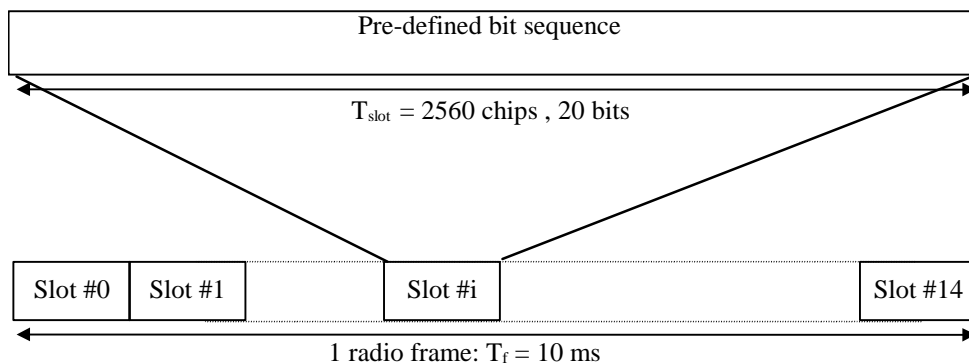 Pre-defined bit sequence
T_slot = 2560 chips , 20 bits
Slot #0 Slot #1 Slot #i Slot #14
1 radio frame: T_f = 10 ms